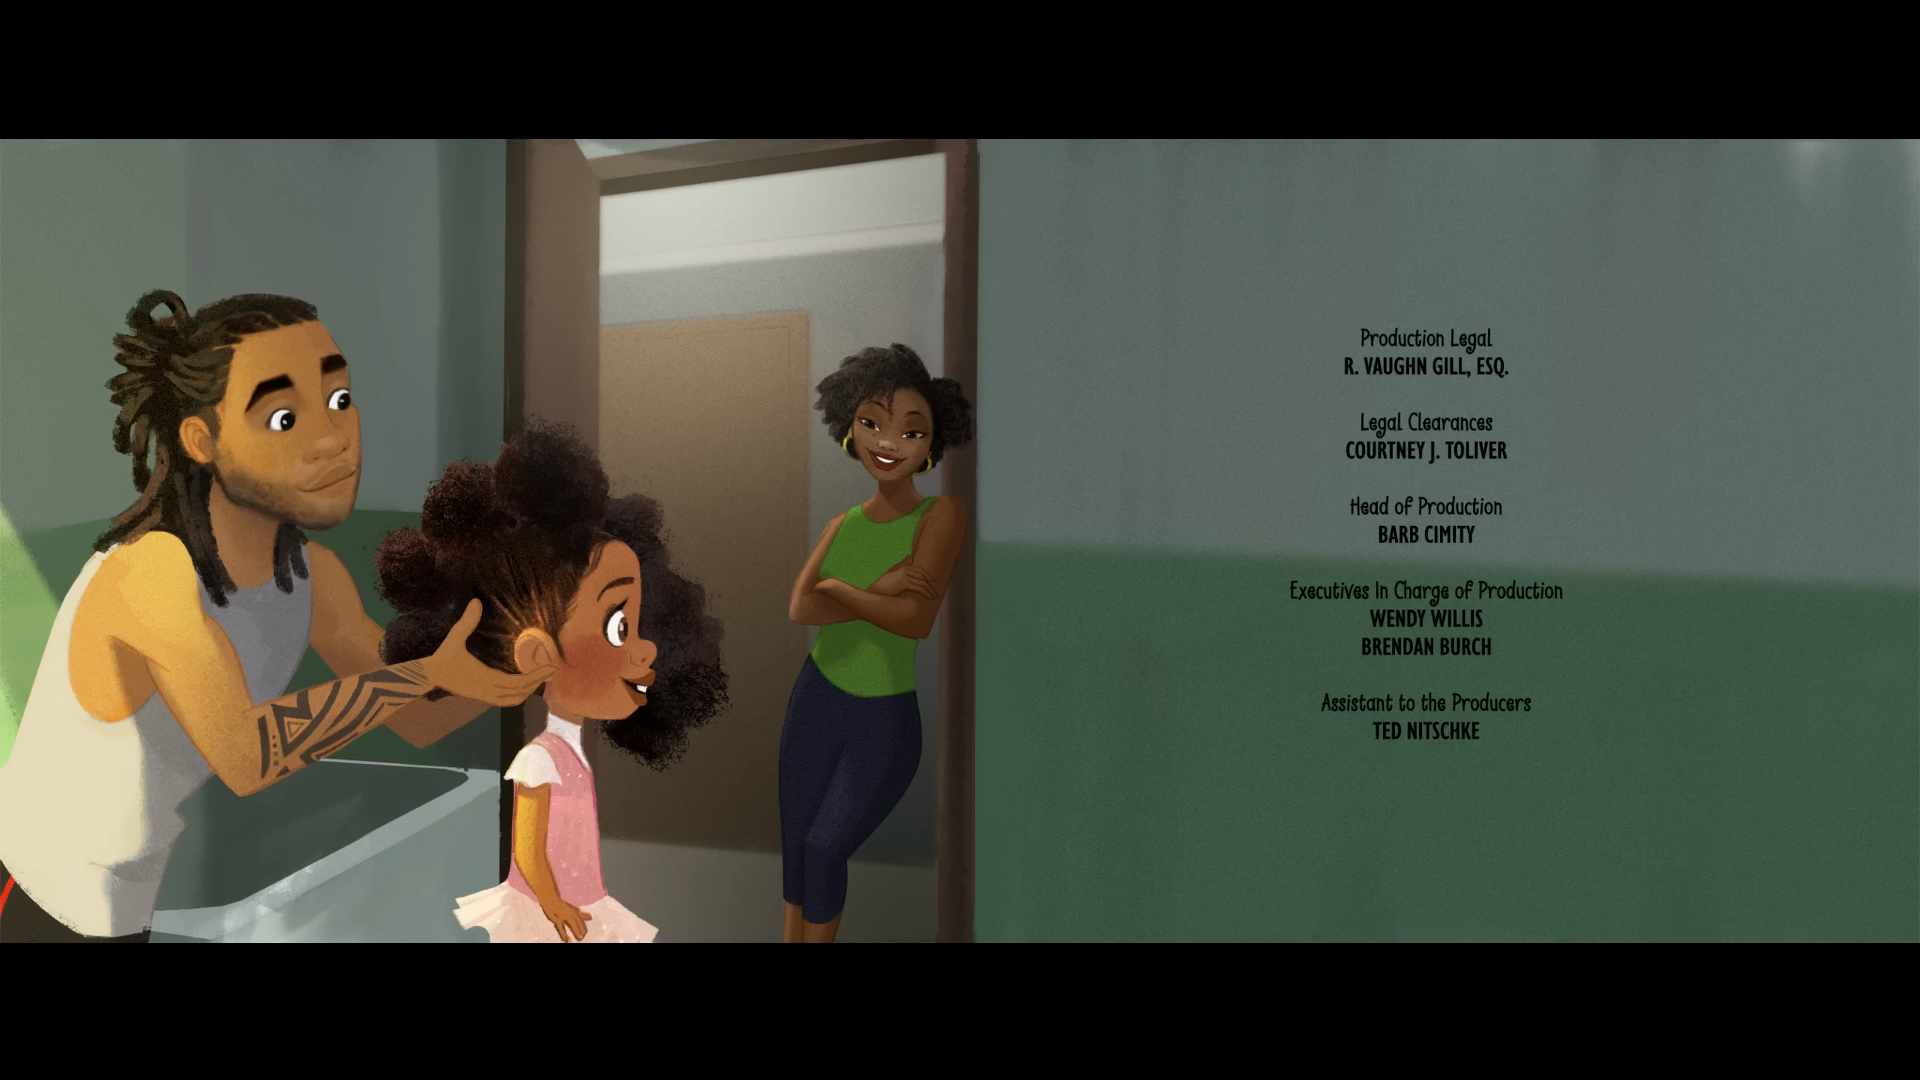 Production Legal
R. VAUGHN GILL, ESQ.
Legal Clearances
COURTNEY J. TOLIVER
Head of Production
BARB CIMITY
Executives In Charge of Production
WENDY WILLIS
BRENDAN BURCH
Assistant to the Producers
TED NITSCHKE